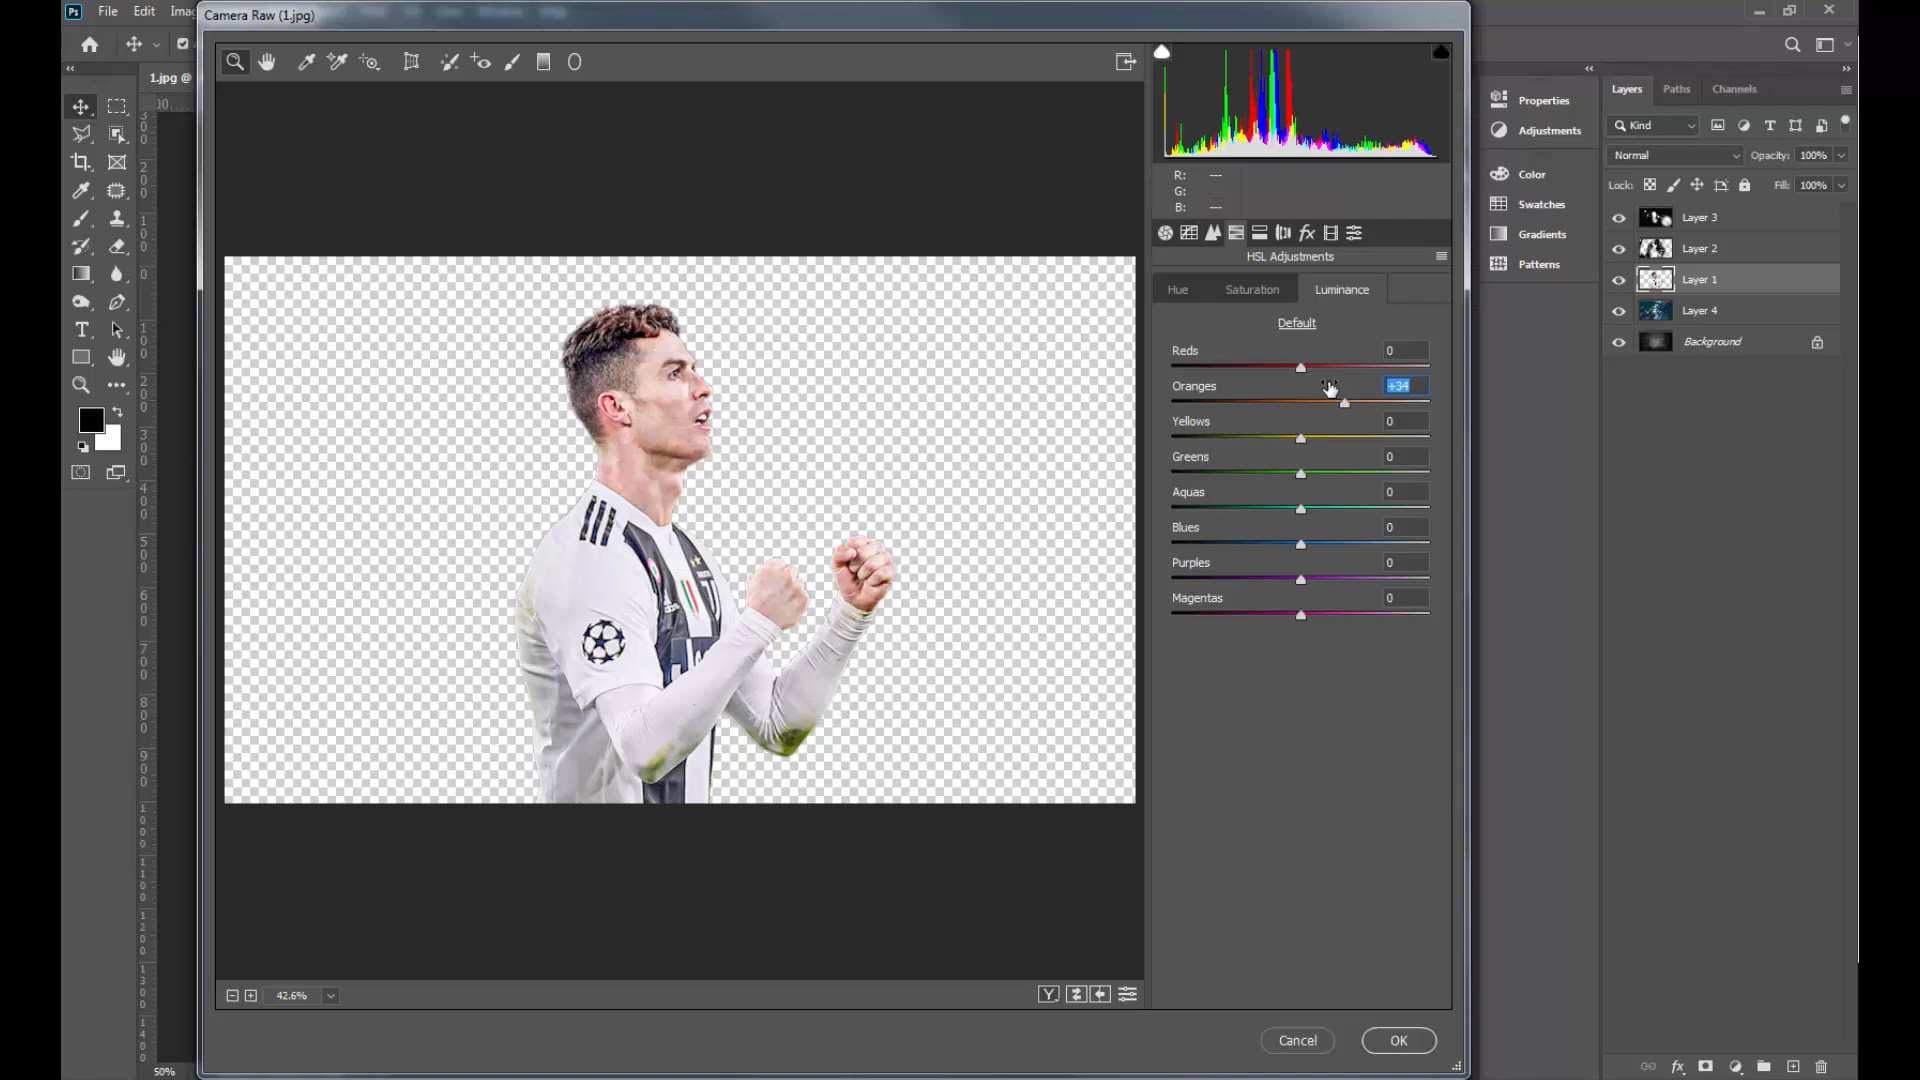 Ps File Edit Ima
Camera Raw (1.jpg)
1.jpg @
R: ---
G: ---
B: ---
HSL Adjustments
Hue Saturation Luminance
Default
Reds 0
Oranges +34
Yellows 0
Greens 0
Aquas 0
Blues 0
Purples 0
Magentas 0
42.6%
Cancel OK
50%
Properties
Adjustments
Color
Swatches
Gradients
Patterns
Layers Paths Channels
Kind
Normal Opacity: 100%
Lock: Fill: 100%
Layer 3
Layer 2
Layer 1
Layer 4
Background